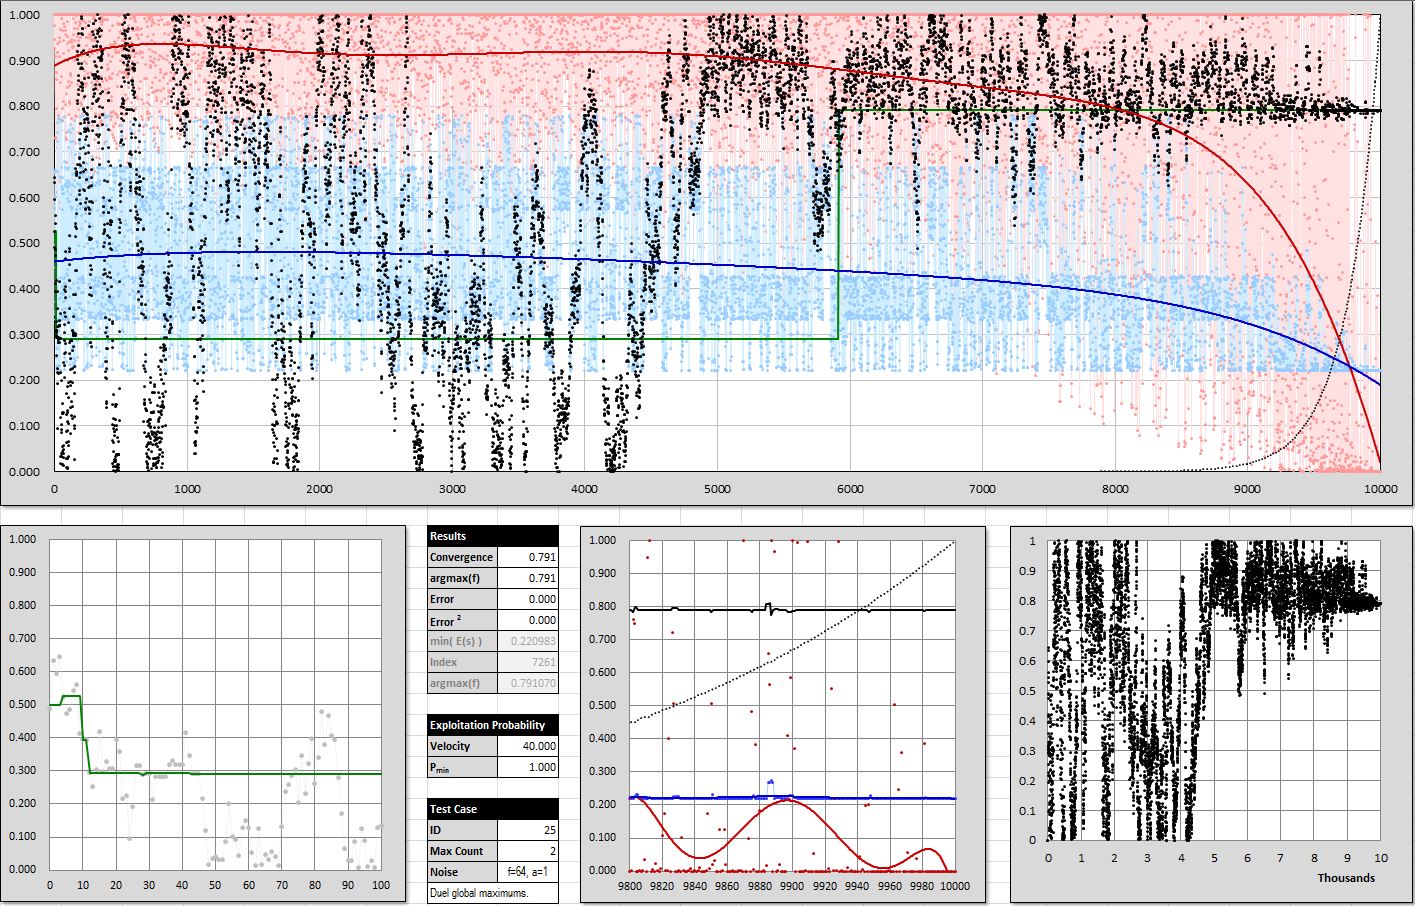 1.000
0.900
0.800
0.700
0.600
0.500
0.400
0.300
0.200
0.100
0.000
0 1000 2000 3000 4000 5000 6000 7000 8000 9000 10000
1.000
0.900
0.800
0.700
0.600
0.500
0.400
0.300
0.200
0.100
0.000
0 10 20 30 40 50 60 70 80 90 100
Results
Convergence 0.791
argmax(f) 0.791
Error 0.000
Error 2 0.000
min( E(s) ) 0.220983
Index 7261
argmax(f) 0.791070
Exploitation Probability
Velocity 40.000
Pmin 1.000
Test Case
ID 25
Max Count 2
Noise f=64, a=1
Duel global maximums.
1.000
0.900
0.800
0.700
0.600
0.500
0.400
0.300
0.200
0.100
0.000
9800 9820 9840 9860 9880 9900 9920 9940 9960 9980 10000
1
0.9
0.8
0.7
0.6
0.5
0.4
0.3
0.2
0.1
0
0 1 2 3 4 5 6 7 8 9 10
Thousands